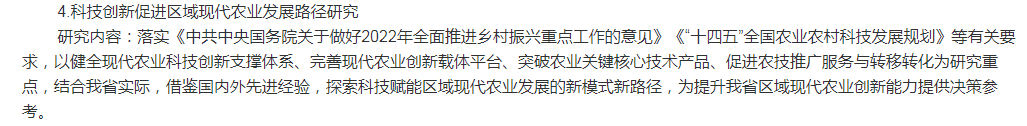 4.科技创新促进区域现代农业发展路径研究
研究内容：落实《中共中央国务院关于做好2022年全面推进乡村振兴重点工作的意见》《“十四五”全国农业农村科技发展规划》等有关要
求，以健全现代农业科技创新支撑体系、完善现代农业创新载体平台、突破农业关键核心技术产品、促进农技推广服务与转移转化为研究重
点，结合我省实际，借鉴国内外先进经验，探索科技赋能区域现代农业发展的新模式新路径，为提升我省区域现代农业创新能力提供决策参
考。